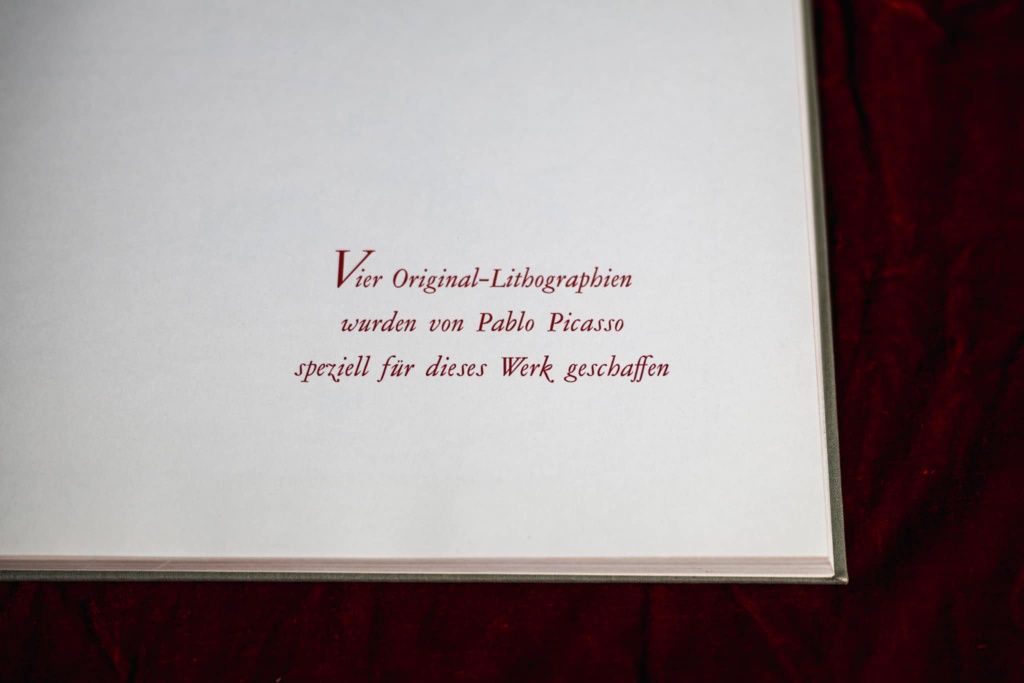 Vier Original-Lithographien
wurden von Pablo Picasso
speziell für dieses Werk geschaffen